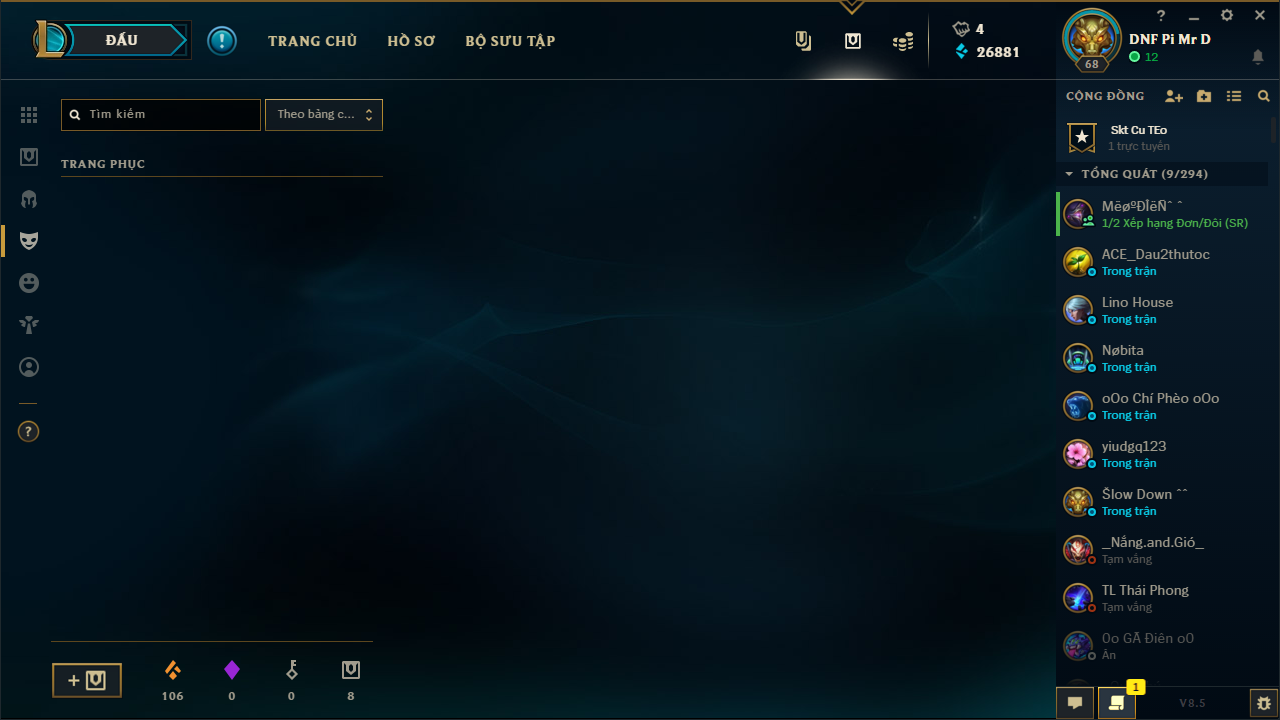 ĐẤU
TRANG CHỦ
HỒ SƠ
BỘ SƯU TẬP
4
26881
68
DNF Pi Mr D
12
Tìm kiếm
Theo bảng c...
TRANG PHỤC
106
0
0
8
CỘNG ĐỒNG
Skt Cu TEo
1 trực tuyến
TỔNG QUÁT (9/294)
MëøºÐÏëÑˆ ˆ
1/2 Xếp hạng Đơn/Đôi (SR)
ACE_Dau2thutoc
Trong trận
Lino House
Trong trận
Nøbita
Trong trận
oOo Chí Phèo oOo
Trong trận
yiudgq123
Trong trận
Šlow Down ˆˆ
Trong trận
_Nắng.and.Gió_
Tạm vắng
TL Thái Phong
Tạm vắng
0o GÃ Điên o0
Ẩn
1
V8.5